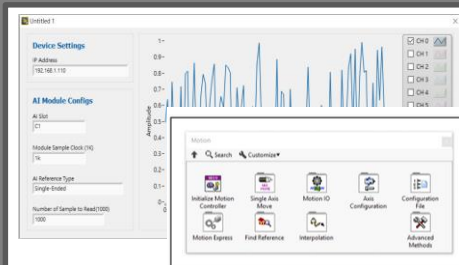 Untitled 1
Device Settings
IP Address
192.168.1.110
AI Module Configs
AI Slot
C1
Module Sample Clock (1K)
1k
AI Reference Type
Single-Ended
Number of Sample to Read(1000)
1000
Amplitude
1-
0.9-
0.8-
0.7-
0.6-
0.5-
0.4-
0.3-
0.2-
0.1-
0-
0
CH 0
CH 1
CH 2
CH 3
CH 4
CH 5
Motion
Search
Customize
Initialize Motion Controller
Single Axis Move
Motion IO
Axis Configuration
Configuration File
Motion Express
Find Reference
Interpolation
Advanced Methods